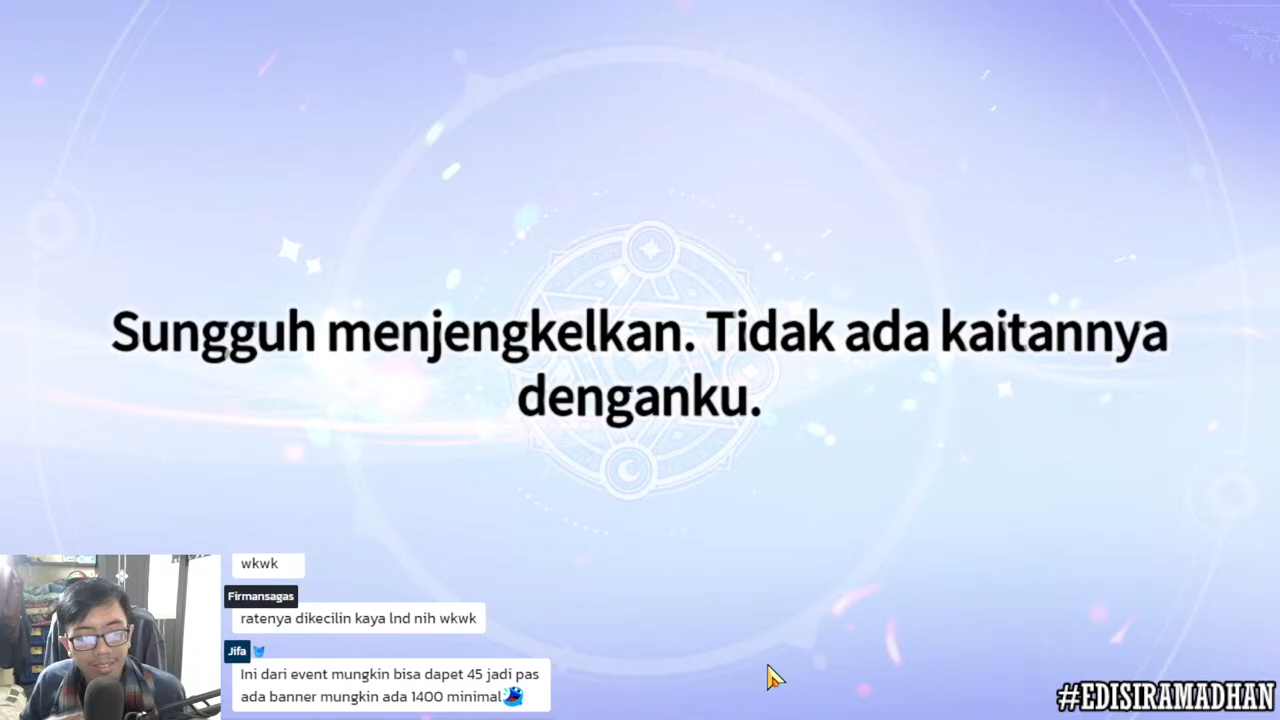 Sungguh menjengkelkan. Tidak ada kaitannya
denganku.
wkwk
Firmansagas
ratenya dikecilin kaya lnd nih wkwk
Jifa
Ini dari event mungkin bisa dapet 45 jadi pas
ada banner mungkin ada 1400 minimal
#EDISIRAMADHAN